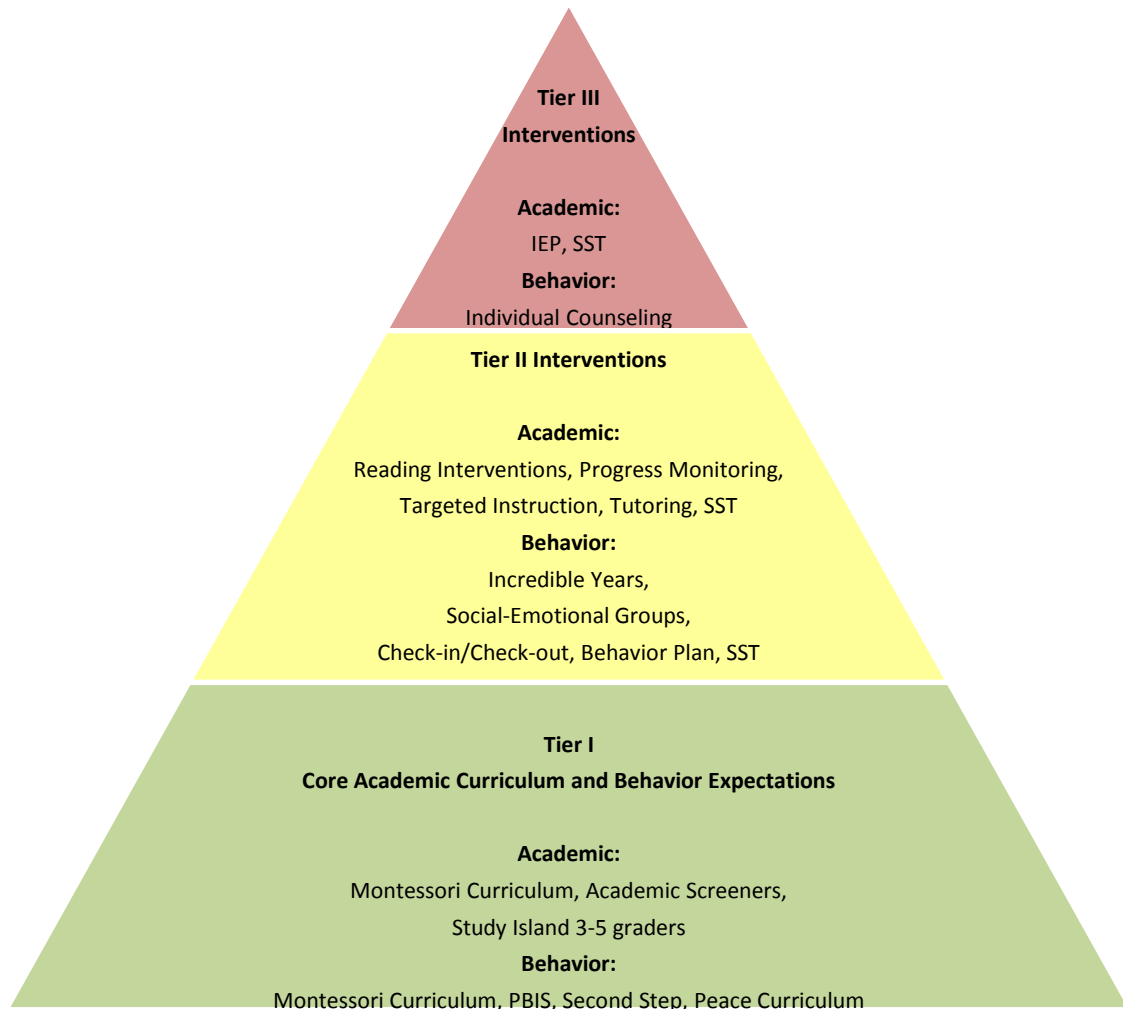 Tier III
Interventions
Academic:
IEP, SST
Behavior:
Individual Counseling
Tier II Interventions
Academic:
Reading Interventions, Progress Monitoring,
Targeted Instruction, Tutoring, SST
Behavior:
Incredible Years,
Social-Emotional Groups,
Check-in/Check-out, Behavior Plan, SST
Tier I
Core Academic Curriculum and Behavior Expectations
Academic:
Montessori Curriculum, Academic Screeners,
Study Island 3-5 graders
Behavior:
Montessori Curriculum, PBIS, Second Step, Peace Curriculum